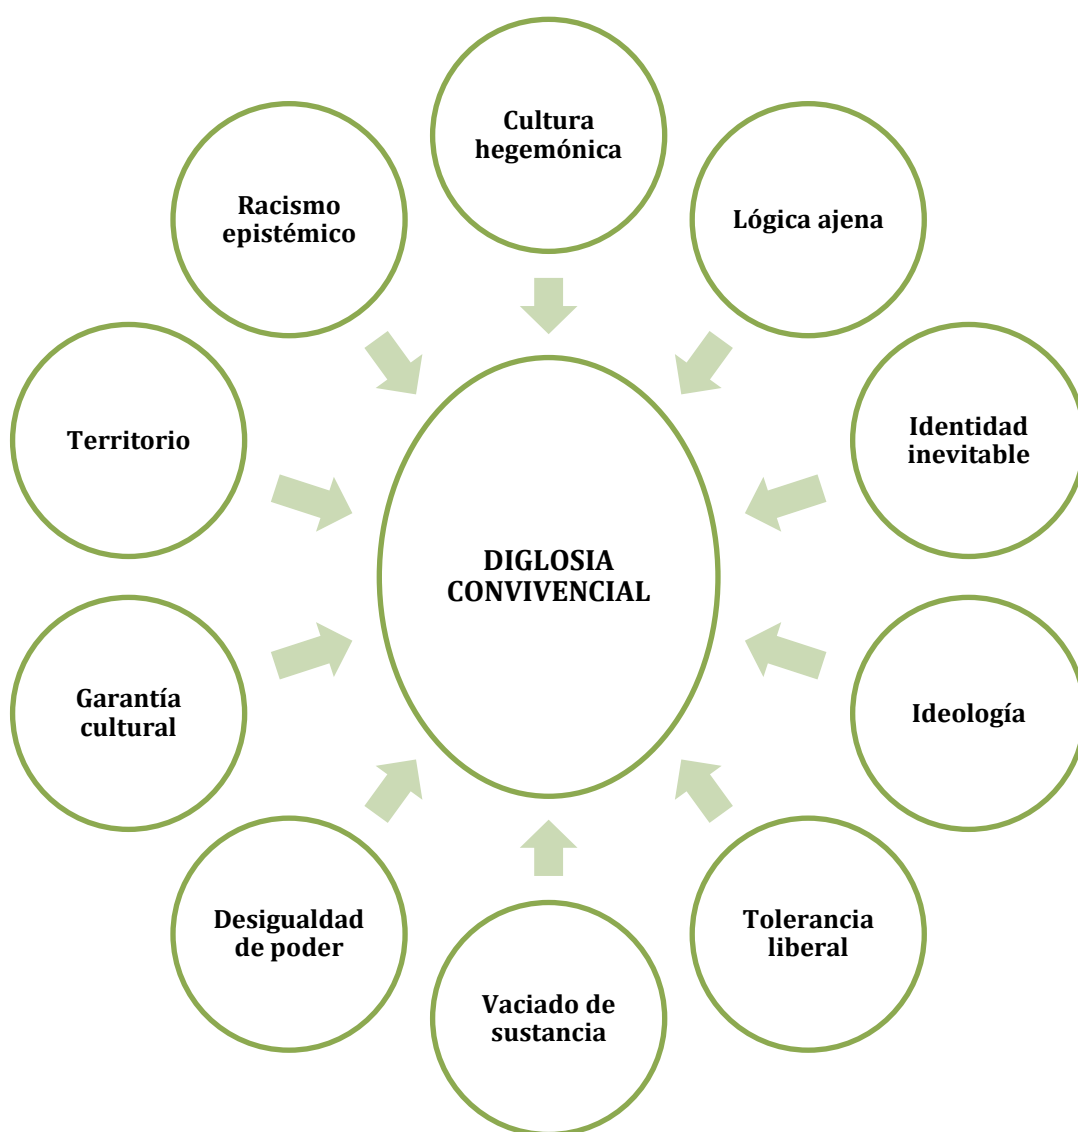 Cultura
hegemónica
Racismo
epistémico
Lógica ajena
Territorio
Identidad
inevitable
DIGLOSIA
CONVIVENCIAL
Garantía
cultural
Ideología
Desigualdad
de poder
Tolerancia
liberal
Vaciado de
sustancia